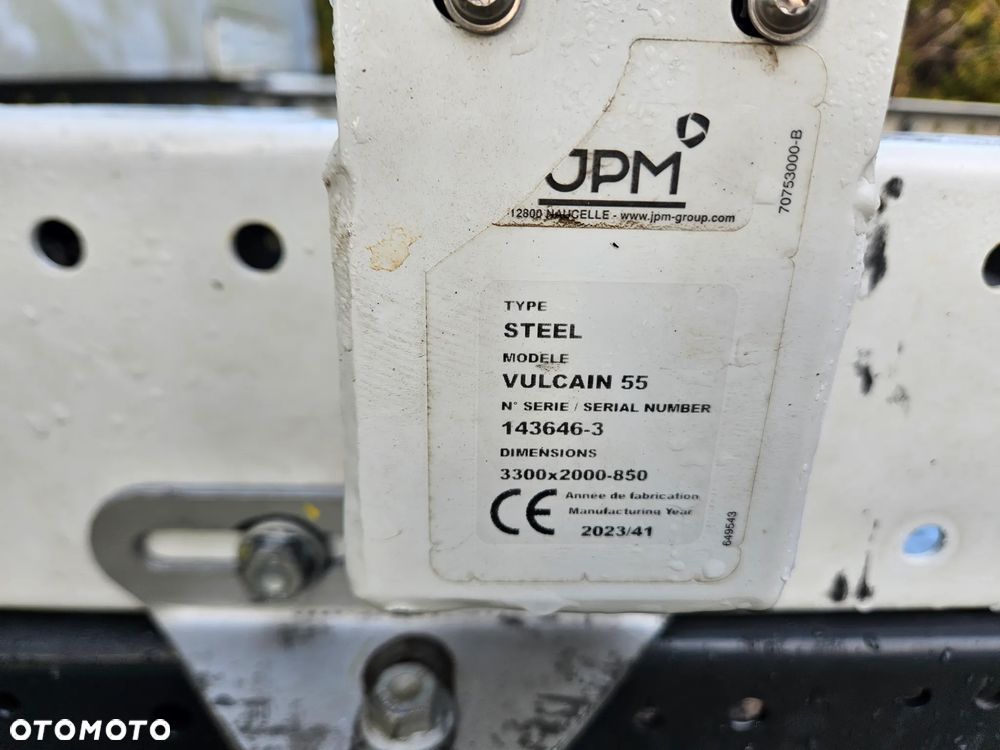 JPM
12800 NAUCELLE - www.jpm-group.com
70753000-B
TYPE
STEEL
MODELE
VULCAIN 55
N° SERIE / SERIAL NUMBER
143646-3
DIMENSIONS
3300x2000-850
CE
Année de fabrication
Manufacturing Year
2023/41
649543
OTOMOTO